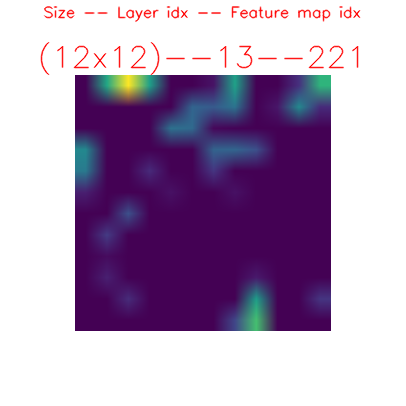 Size -- Layer idx -- Feature map idx
(12x12)--13--221